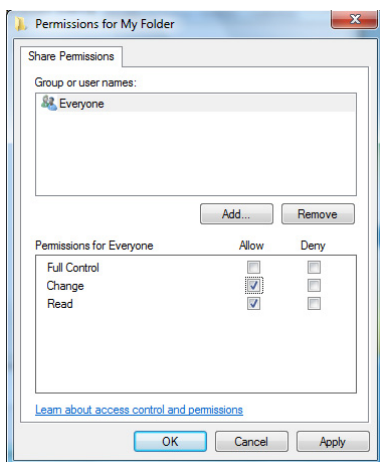 Permissions for My Folder
Share Permissions
Group or user names:
Everyone
Add... Remove
Permissions for Everyone Allow Deny
Full Control
Change
Read
Learn about access control and permissions
OK Cancel Apply